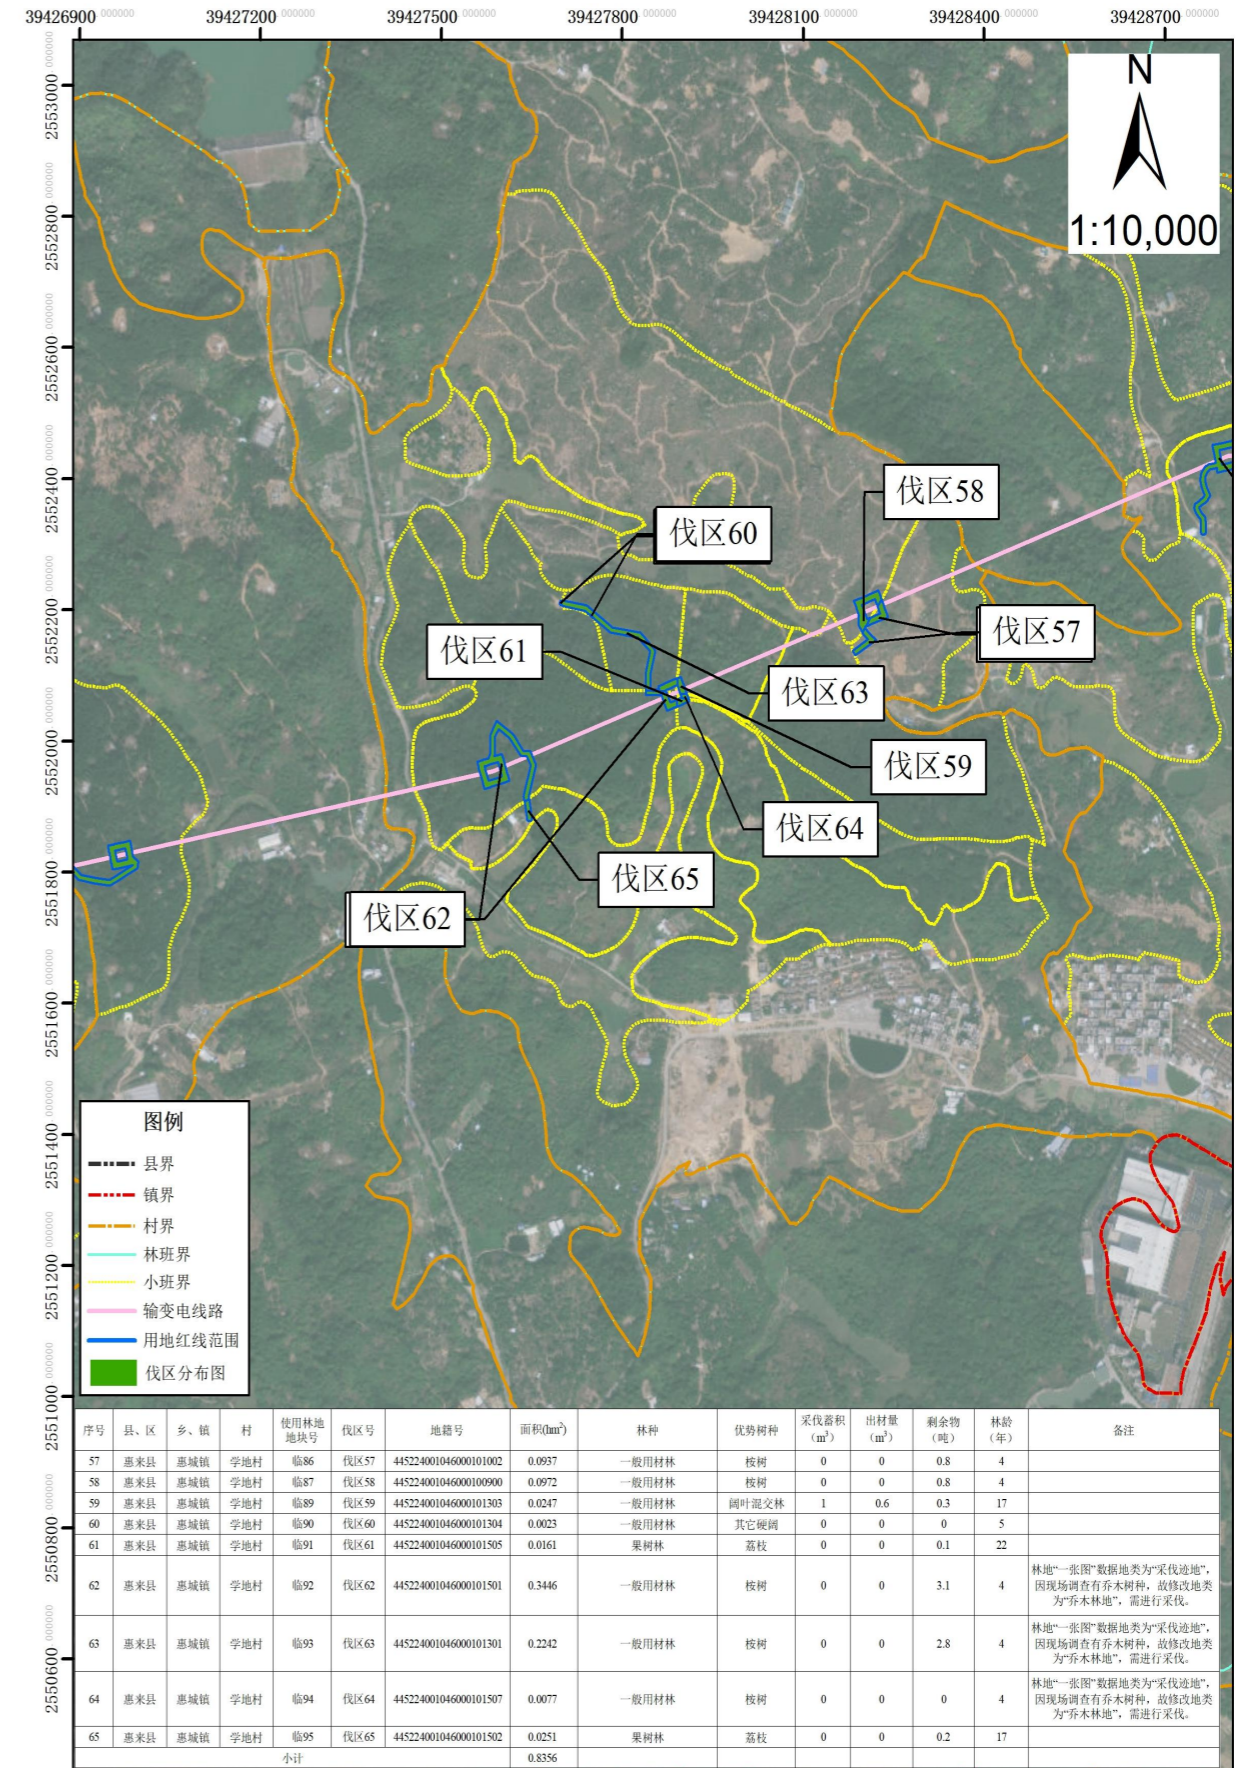 39426900.000000 39427200.000000 39427500.000000 39427800.000000 39428100.000000 39428400.000000 39428700.000000
N
1:10,000
2553000.000000
2552800.000000
2552600.000000
2552400.000000
2552200.000000
2552000.000000
2551800.000000
2551600.000000
2551400.000000
2551200.000000
2551000.000000
2550800.000000
2550600.000000
伐区58
伐区60
伐区57
伐区61
伐区63
伐区59
伐区64
伐区65
伐区62
图例
县界
镇界
村界
林班界
小班界
输变电线路
用地红线范围
伐区分布图
序号 县、区 乡、镇 村 使用林地地块号 伐区号 地籍号 面积(hm²) 林种 优势树种 采伐蓄积（m³） 出材量（m³） 剩余物（吨） 林龄（年） 备注
57 惠来县 惠城镇 学地村 临86 伐区57 445224001046000101002 0.0937 一般用材林 桉树 0 0 0.8 4
58 惠来县 惠城镇 学地村 临87 伐区58 445224001046000100900 0.0972 一般用材林 桉树 0 0 0.8 4
59 惠来县 惠城镇 学地村 临89 伐区59 445224001046000101303 0.0247 一般用材林 阔叶混交林 1 0.6 0.3 17
60 惠来县 惠城镇 学地村 临90 伐区60 445224001046000101304 0.0023 一般用材林 其它硬阔 0 0 0 5
61 惠来县 惠城镇 学地村 临91 伐区61 445224001046000101505 0.0161 果树林 荔枝 0 0 0.1 22
62 惠来县 惠城镇 学地村 临92 伐区62 445224001046000101501 0.3446 一般用材林 桉树 0 0 3.1 4 林地“一张图”数据地类为“采伐迹地”，
因现场调查有乔木树种，故修改地类
为“乔木林地”，需进行采伐。
63 惠来县 惠城镇 学地村 临93 伐区63 445224001046000101301 0.2242 一般用材林 桉树 0 0 2.8 4 林地“一张图”数据地类为“采伐迹地”，
因现场调查有乔木树种，故修改地类
为“乔木林地”，需进行采伐。
64 惠来县 惠城镇 学地村 临94 伐区64 445224001046000101507 0.0077 一般用材林 桉树 0 0 0 4 林地“一张图”数据地类为“采伐迹地”，
因现场调查有乔木树种，故修改地类
为“乔木林地”，需进行采伐。
65 惠来县 惠城镇 学地村 临95 伐区65 445224001046000101502 0.0251 果树林 荔枝 0 0 0.2 17
小计 0.8356